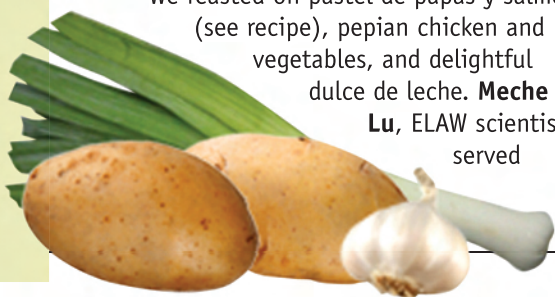 We feasted on pastel de papas y
(see recipe), pepian chicken and
vegetables, and delightful
dulce de leche. Meche
Lu, ELAW
served